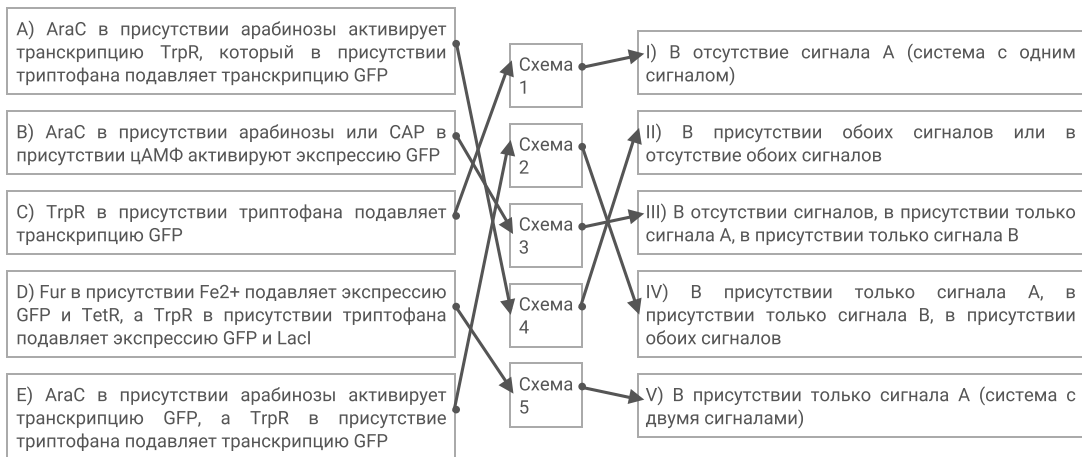 А) AraC в присутствии арабинозы активирует
транскрипцию TrpR, который в присутствии
триптофана подавляет транскрипцию GFP
B) AraC в присутствии арабинозы или CAP в
присутствии цАМФ активируют экспрессию GFP
C) TrpR в присутствии триптофана подавляет
транскрипцию GFP
D) Fur в присутствии Fe2+ подавляет экспрессию
GFP и TetR, а TrpR в присутствии триптофана
подавляет экспрессию GFP и LacI
E) AraC в присутствии арабинозы активирует
транскрипцию GFP, а TrpR в присутствие
триптофана подавляет транскрипцию GFP
Схема
1
Схема
2
Схема
3
Схема
4
Схема
5
I) В отсутствие сигнала А (система с одним
сигналом)
II) В присутствии обоих сигналов или в
отсутствие обоих сигналов
III) В отсутствии сигналов, в присутствии только
сигнала А, в присутствии только сигнала В
IV) В присутствии только сигнала А, в
присутствии только сигнала В, в присутствии
обоих сигналов
V) В присутствии только сигнала А (система с
двумя сигналами)